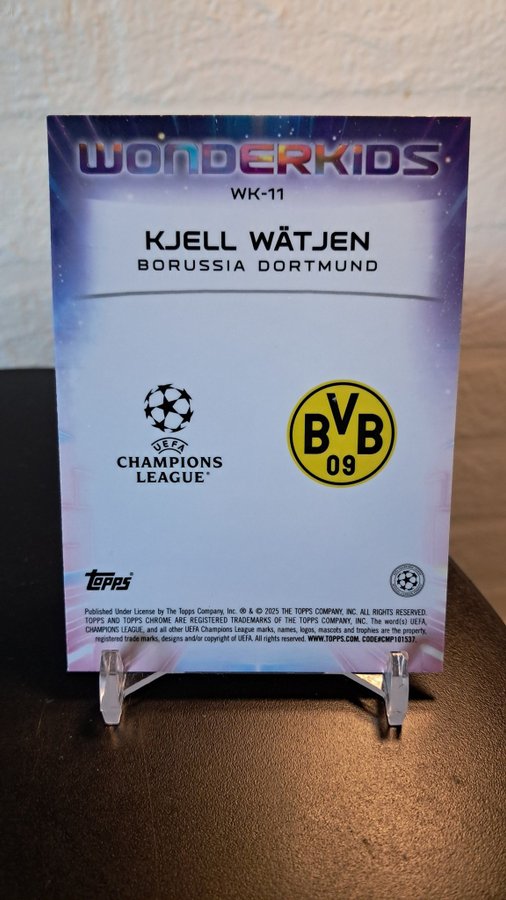 WONDERKIDS
WK-11
KJELL WÄTJEN
BORUSSIA DORTMUND
UEFA
CHAMPIONS
LEAGUE®
BVB
09
Topps®
Published Under License by The Topps Company, Inc. ® & © 2025 THE TOPPS COMPANY, INC. ALL RIGHTS RESERVED.
TOPPS AND TOPPS CHROME ARE REGISTERED TRADEMARKS OF THE TOPPS COMPANY, INC. The word(s) UEFA,
CHAMPIONS LEAGUE, and all other UEFA Champions League marks, names, logos, mascots and trophies are the property,
registered trade marks, designs and/or copyright of UEFA. All rights reserved. WWW.TOPPS.COM. CODE#CMP101537.